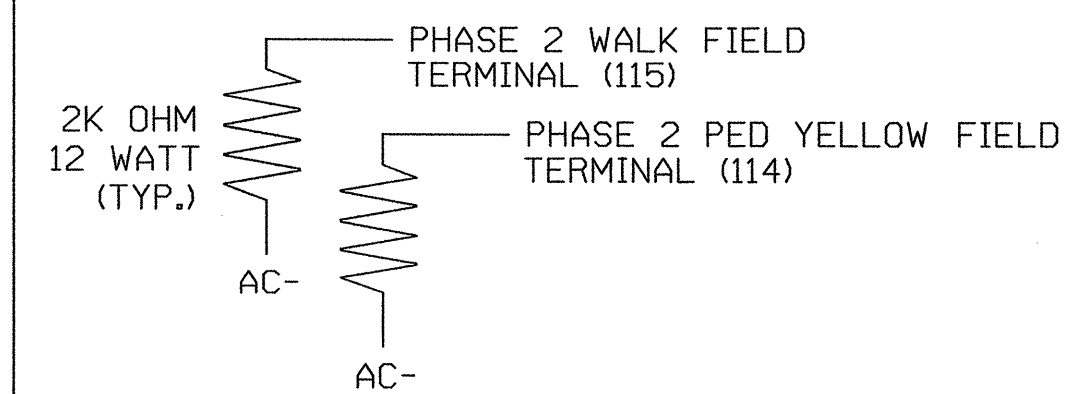 PHASE 2 WALK FIELD
TERMINAL (115)
2K OHM
12 WATT
(TYP.)
PHASE 2 PED YELLOW FIELD
TERMINAL (114)
AC-
AC-